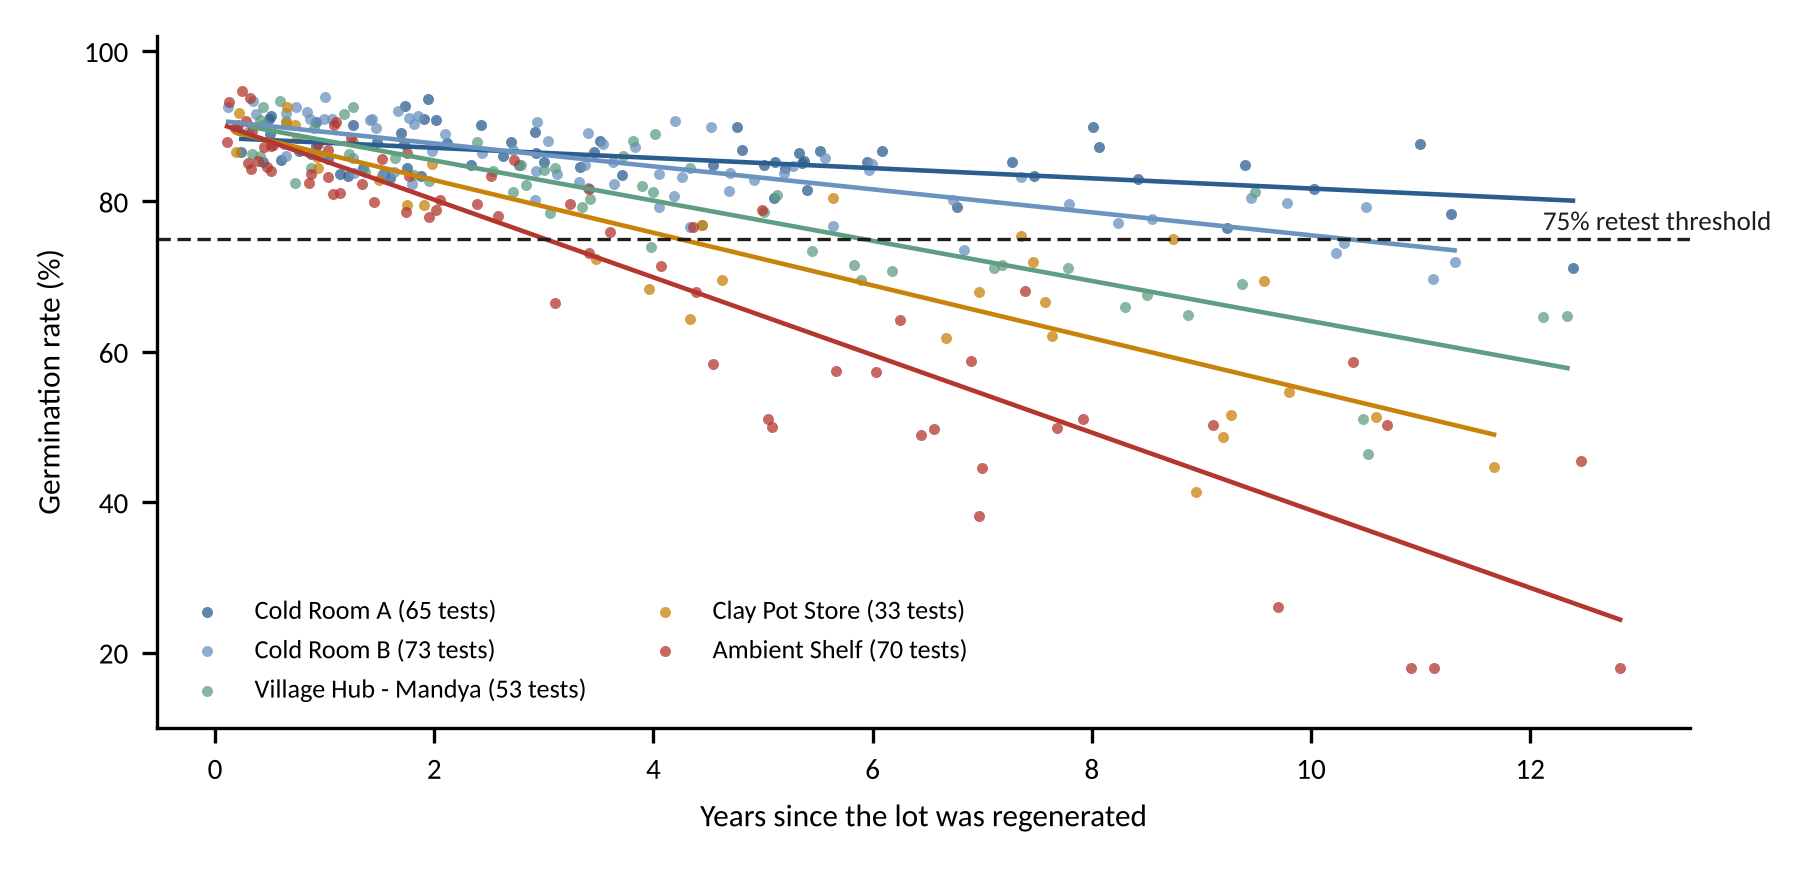 100
80
60
40
20
Germination rate (%)
75% retest threshold
Cold Room A (65 tests)
Cold Room B (73 tests)
Village Hub - Mandya (53 tests)
Clay Pot Store (33 tests)
Ambient Shelf (70 tests)
0 2 4 6 8 10 12
Years since the lot was regenerated